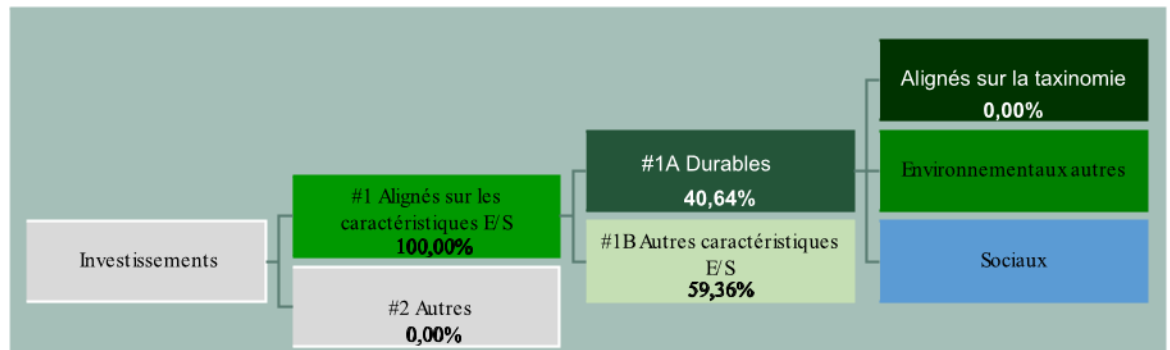 Investissements
#1 Alignés sur les
caractéristiques E/S
100,00%
#2 Autres
0,00%
#1A Durables
40,64%
#1B Autres caractéristiques
E/S
59,36%
Alignés sur la taxinomie
0,00%
Environnementaux autres
Sociaux